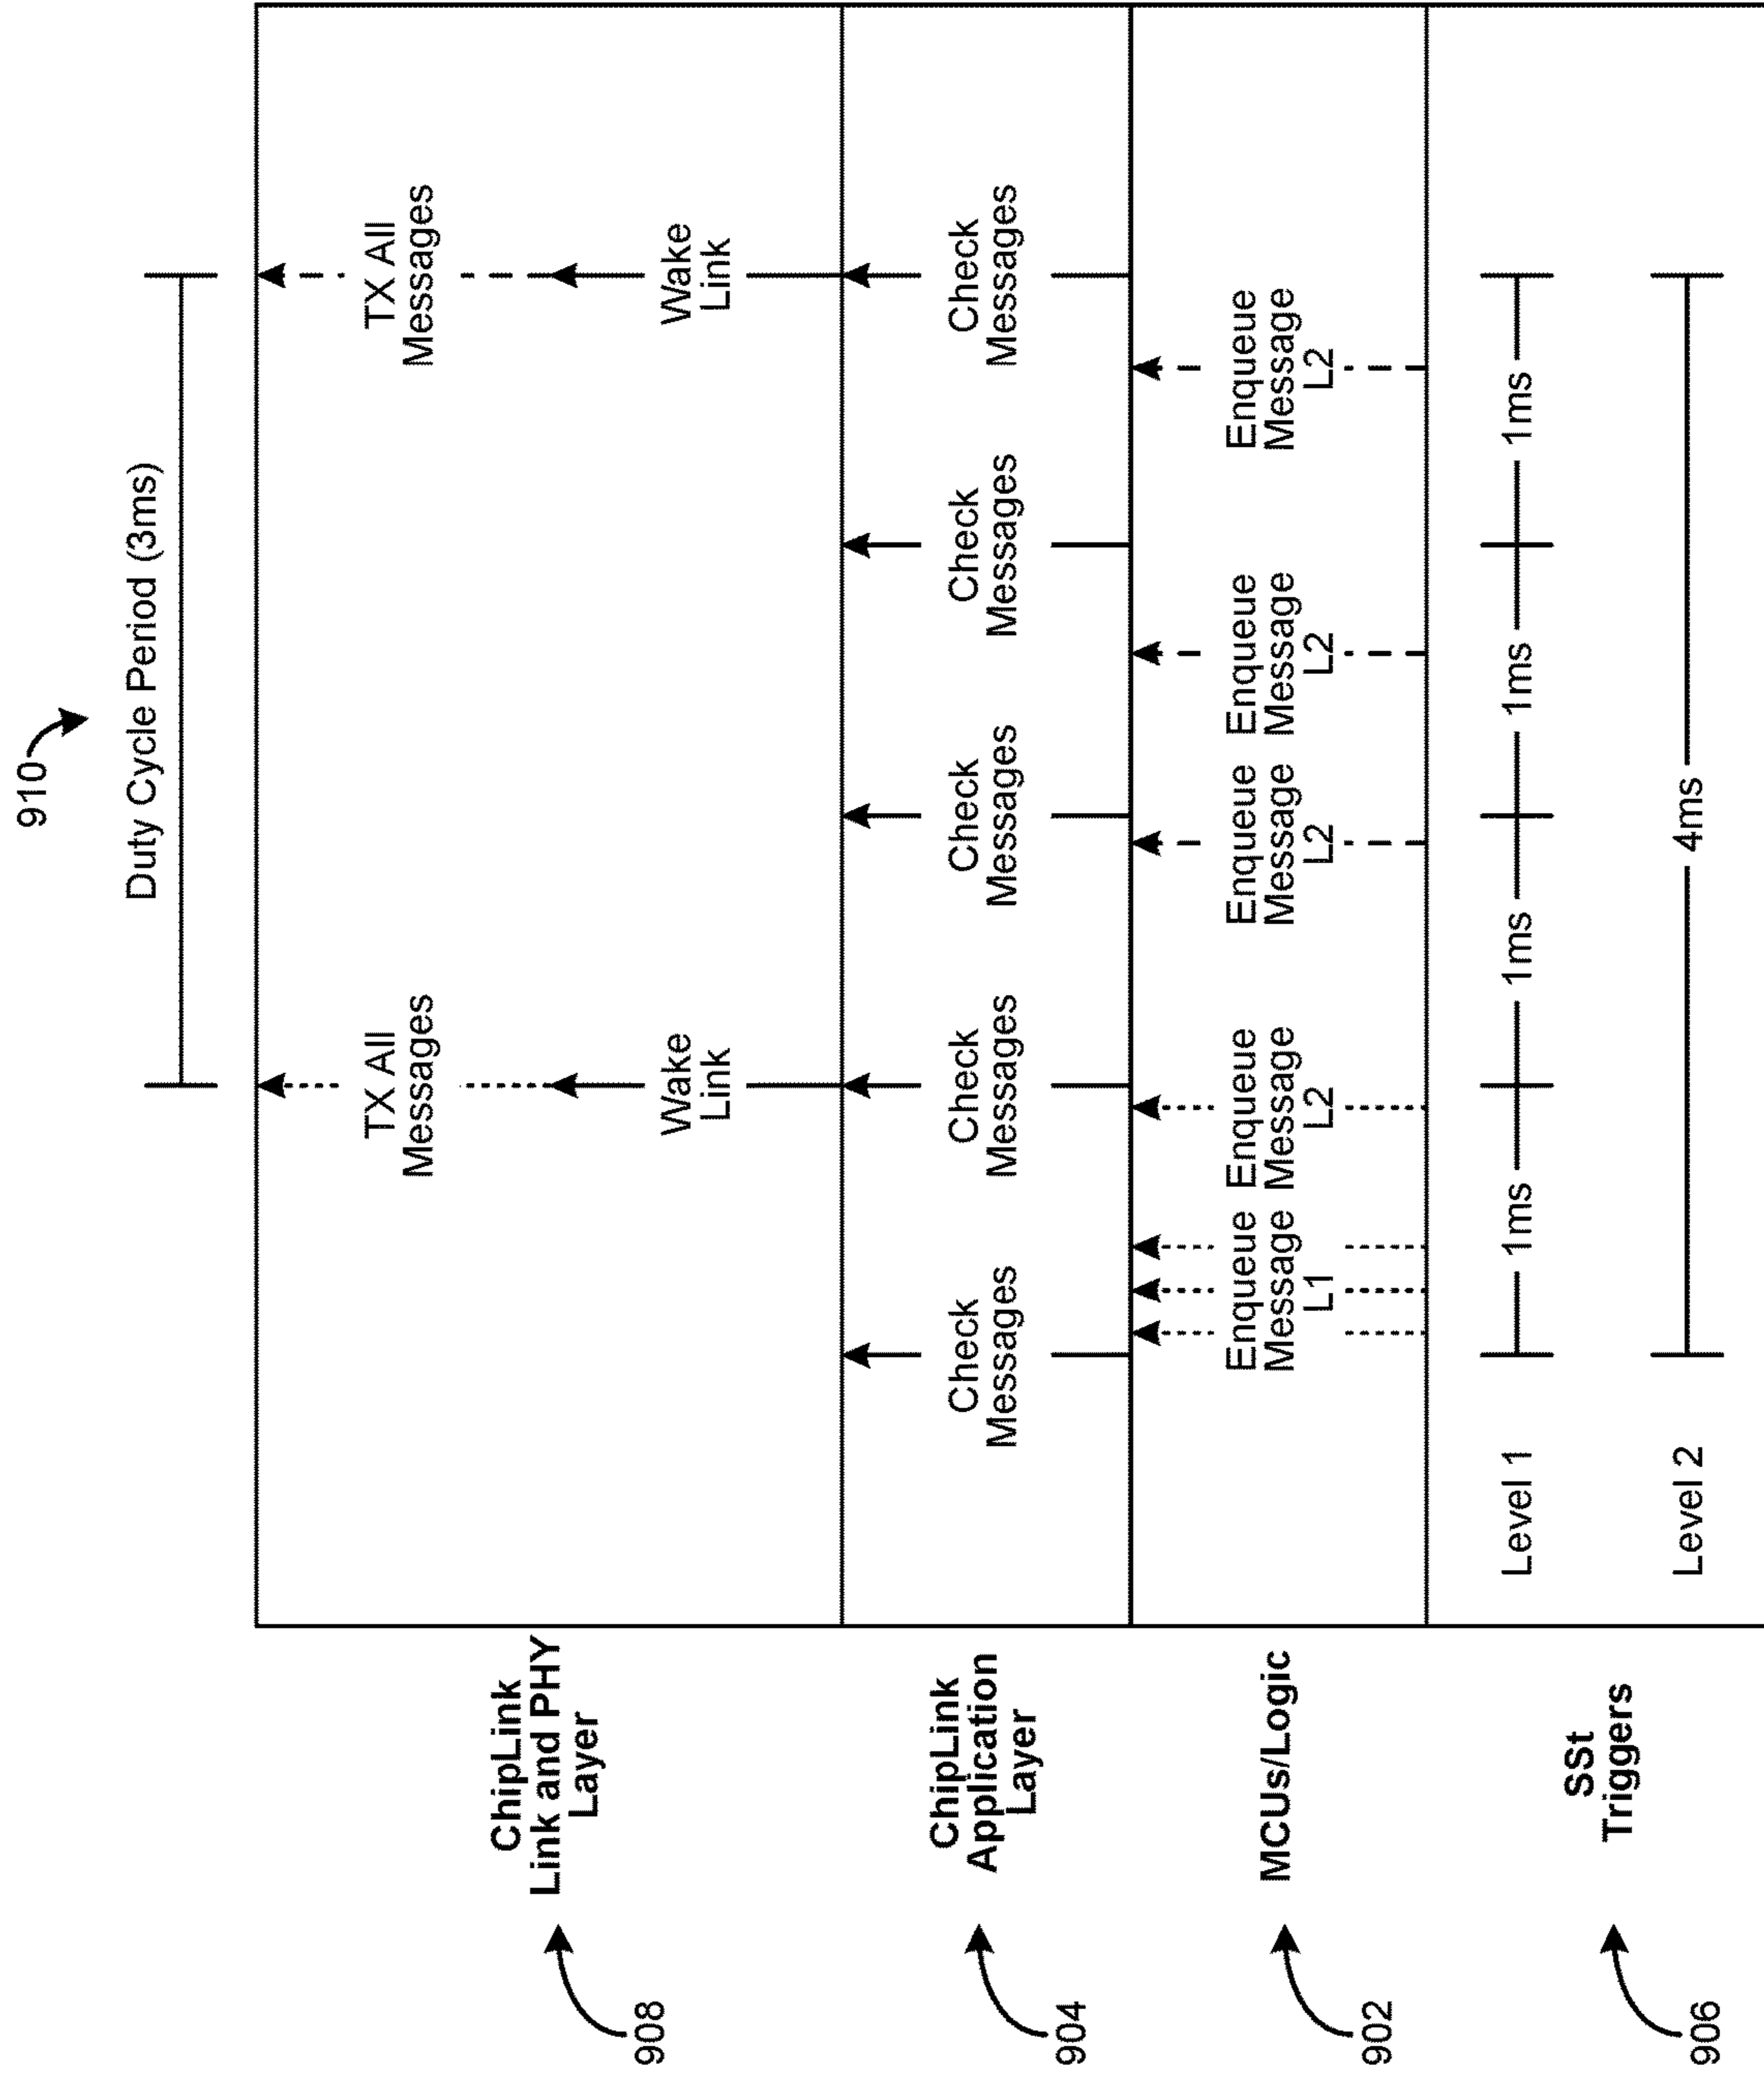 910
Duty Cycle Period (3ms)
908
ChipLink
Link and PHY
Layer
TX All
Messages
TX All
Messages
Wake
Link
Wake
Link
904
ChipLink
Application
Layer
Check
Messages
Check
Messages
Check
Messages
Check
Messages
Check
Messages
902
MCUs/Logic
Enqueue
Message
L1
Enqueue
Message
L2
Enqueue
Message
L2
Enqueue
Message
L2
Enqueue
Message
L2
906
SSt
Triggers
Level 1
1ms
1ms
1ms
1ms
Level 2
4ms